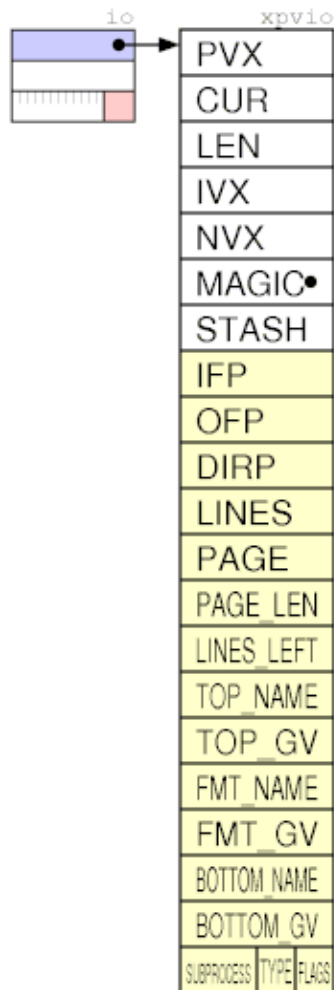 io xpvio
PVX
CUR
LEN
IVX
NVX
MAGIC
STASH
IFP
OFP
DIRP
LINES
PAGE
PAGE_LEN
LINES_LEFT
TOP_NAME
TOP_GV
FMT_NAME
FMT_GV
BOTTOM_NAME
BOTTOM_GV
SUBPROCESS TYPE FLAGS